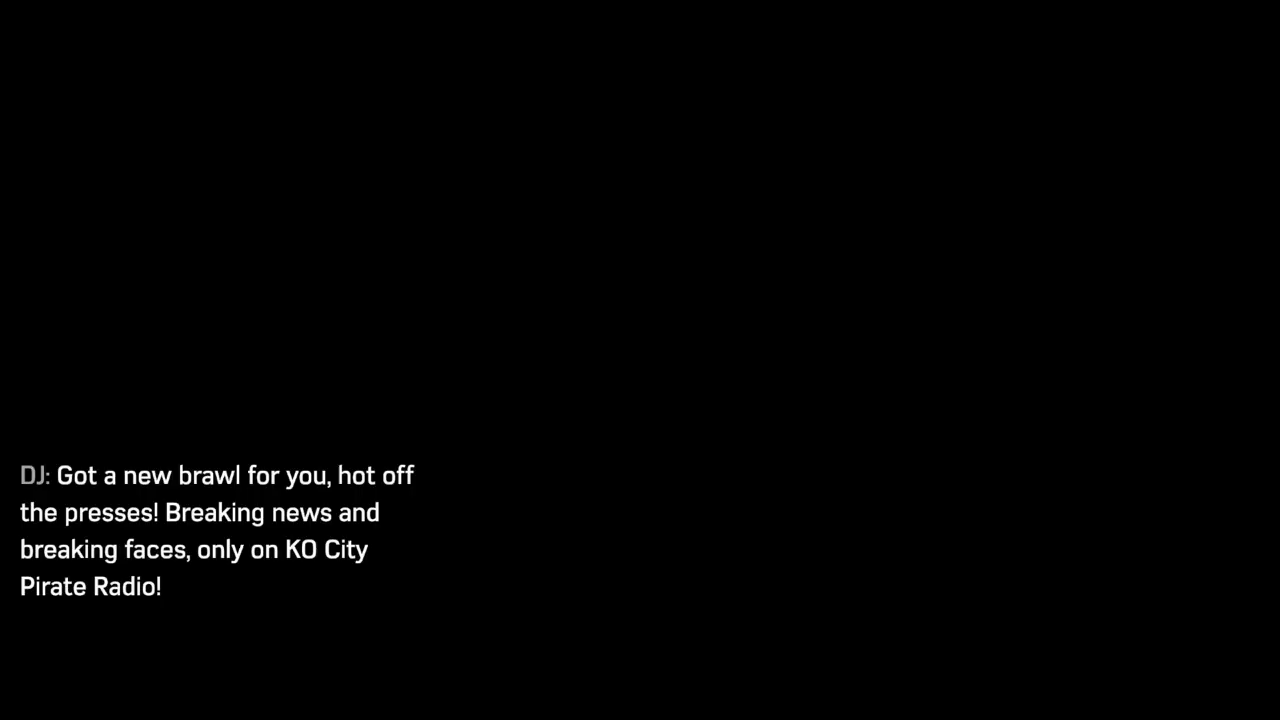 DJ: Got a new brawl for you, hot off
the presses! Breaking news and
breaking faces, only on KO City
Pirate Radio!